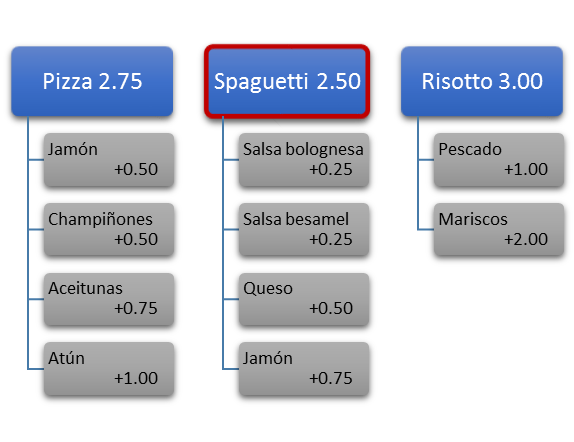 Pizza 2.75
Jamón
+0.50
Champiñones
+0.50
Aceitunas
+0.75
Atún
+1.00
Spaguetti 2.50
Salsa bolognesa
+0.25
Salsa besamel
+0.25
Queso
+0.50
Jamón
+0.75
Risotto 3.00
Pescado
+1.00
Mariscos
+2.00